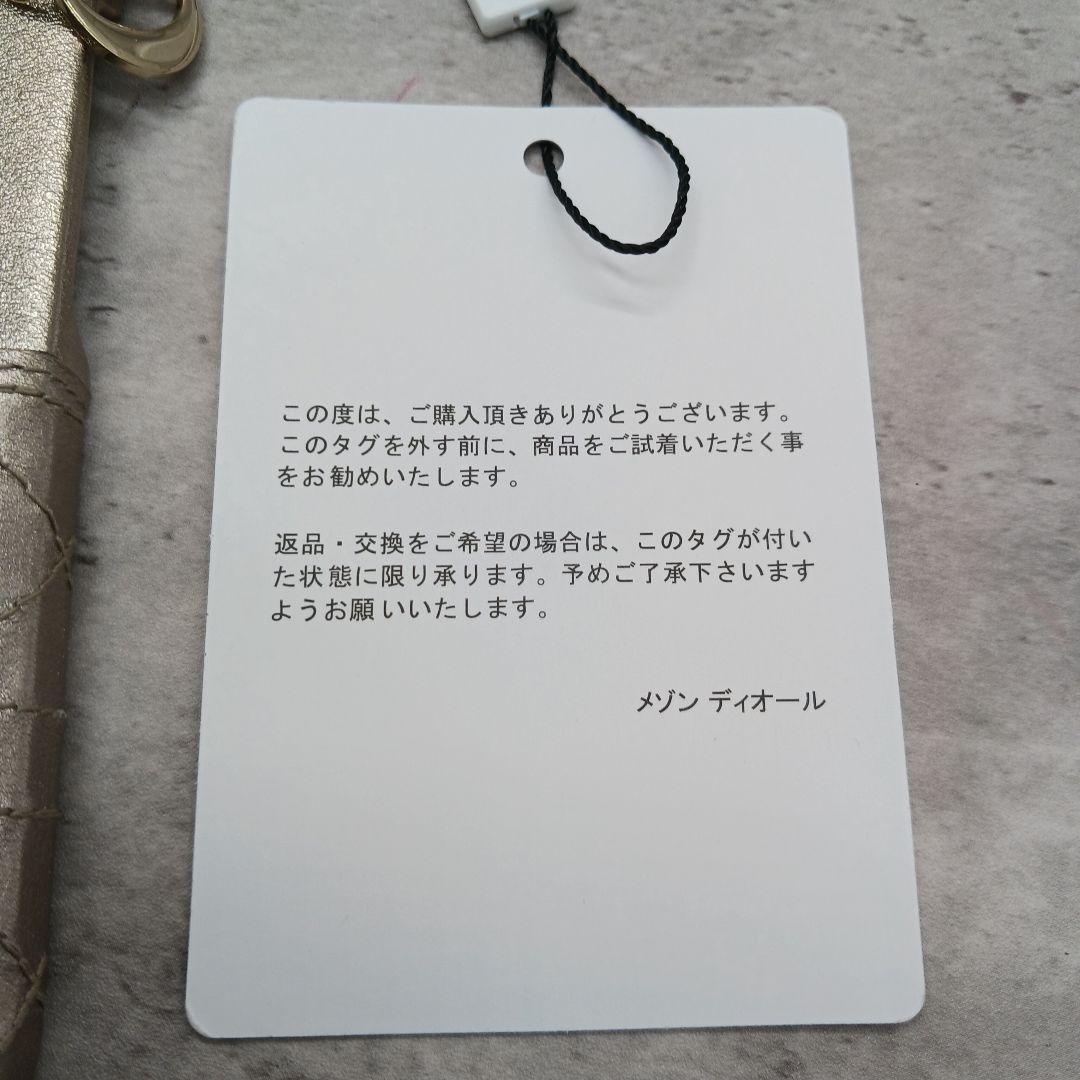 この度は、ご購入頂きありがとうございます。
このタグを外す前に、商品をご試着いただく事
をお勧めいたします。
返品・交換をご希望の場合は、このタグが付い
た状態に限り承ります。予めご了承下さいます
ようお願いいたします。
メゾン ディオール